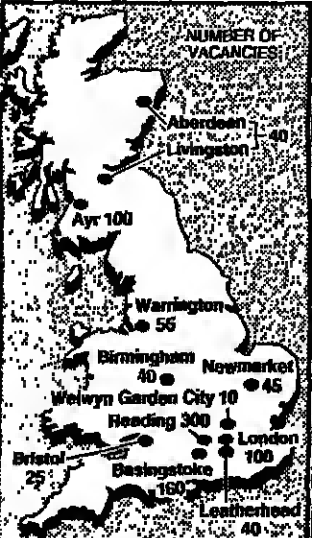 NUMBER OF
VACANCIES
Aberdeen
40
Livingston
Ayr 100
Warrington
55
Birmingham
40
Newmarket
45
Welwyn Garden City 10
Reading 300
London
100
Bristol
25
Basingstoke
160
Leatherhead
40